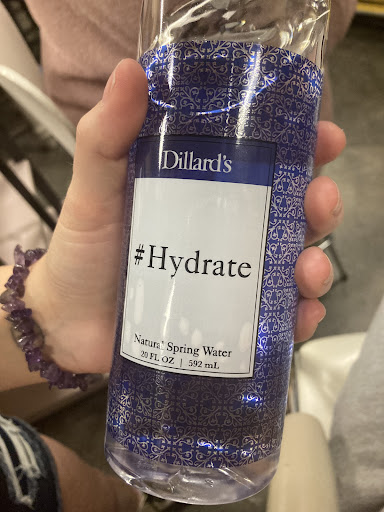 Dillard's
#Hydrate
Natural Spring Water
20 FL OZ | 592 mL